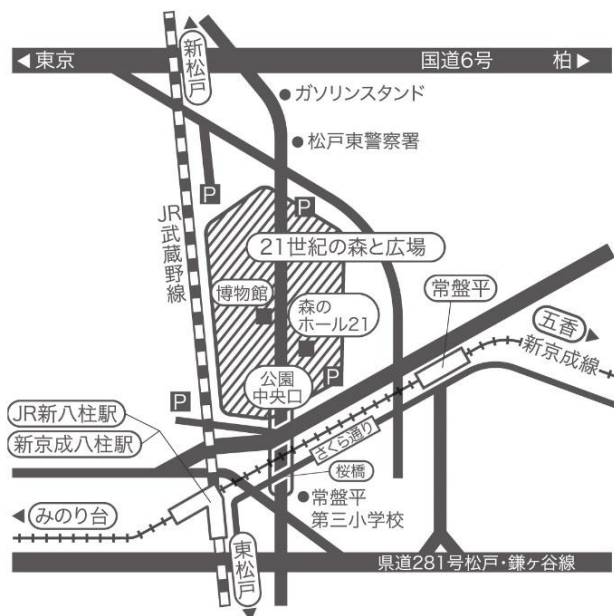 東京
国道6号
柏
新松戸
ガソリンスタンド
松戸東警察署
P
P
JR武蔵野線
21世紀の森と広場
博物館
森の
ホール21
常盤平
五香
新京成線
公園
中央口
P
P
JR新八柱駅
新京成八柱駅
さくら通り
桜橋
みのり台
常盤平
第三小学校
東松戸
県道281号松戸・鎌ヶ谷線